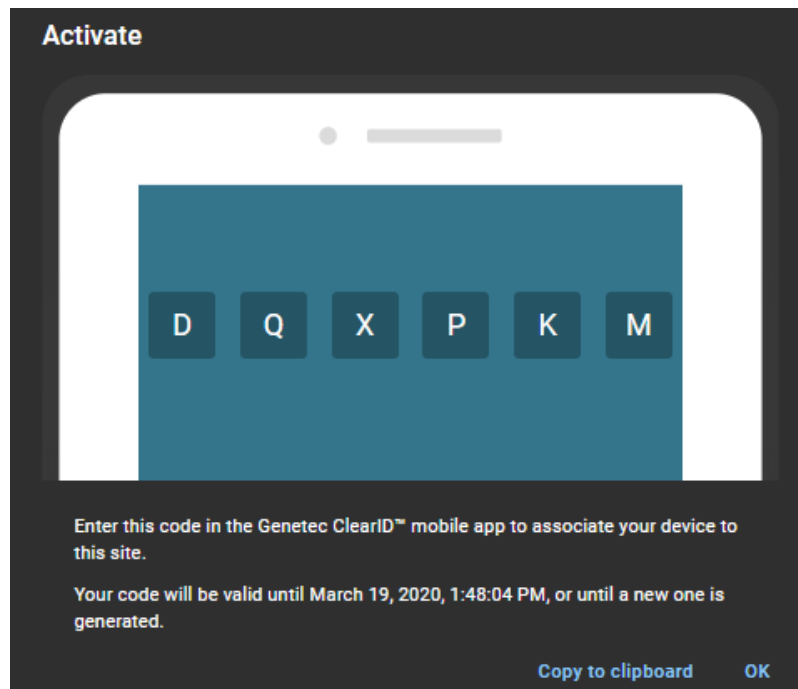 Activate
D Q X P K M
Enter this code in the Genetec ClearID™ mobile app to associate your device to
this site.
Your code will be valid until March 19, 2020, 1:48:04 PM, or until a new one is
generated.
Copy to clipboard OK